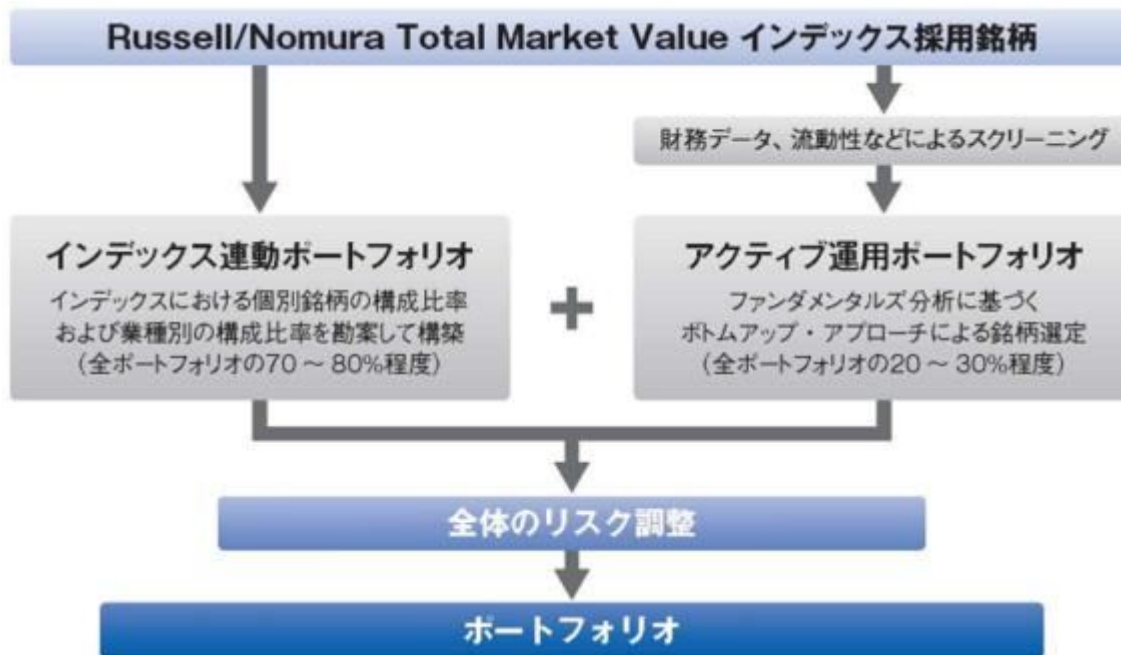 Russell/Nomura Total Market Value インデックス採用銘柄
財務データ、流動性などによるスクリーニング
インデックス連動ポートフォリオ
インデックスにおける個別銘柄の構成比率
および業種別の構成比率を勘案して構築
(全ポートフォリオの70 ~ 80%程度)
+
アクティブ運用ポートフォリオ
ファンダメンタルズ分析に基づく
ボトムアップ・アプローチによる銘柄選定
(全ポートフォリオの20 ~ 30%程度)
全体のリスク調整
ポートフォリオ